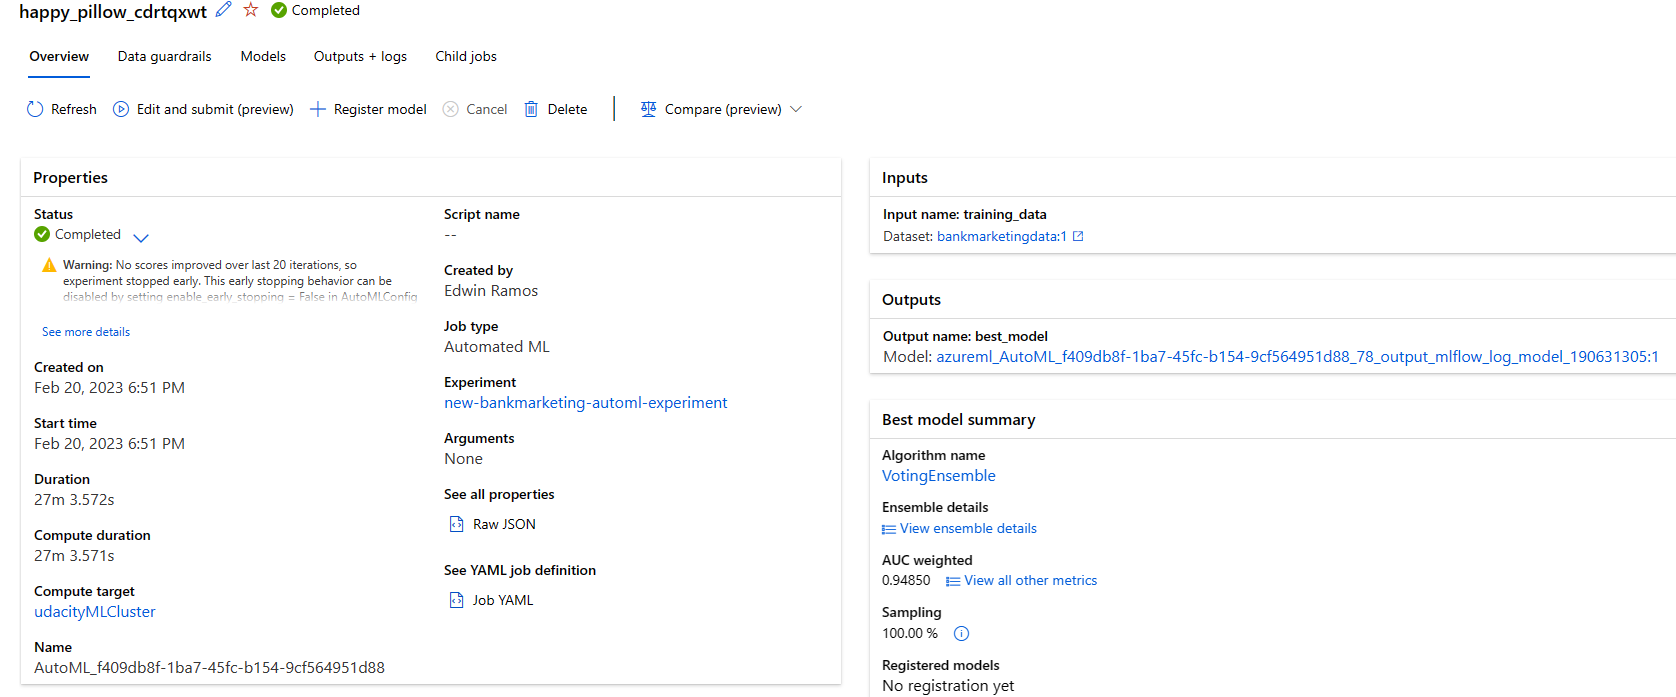 happy_pillow_cdrtqxwt Completed
Overview Data guardrails Models Outputs + logs Child jobs
Refresh Edit and submit (preview) Register model Cancel Delete Compare (preview)
Properties
Status
Completed
Warning: No scores improved over last 20 iterations, so
experiment stopped early. This early stopping behavior can be
disabled by setting enable_early_stopping = False in AutoMLConfig
See more details
Created on
Feb 20, 2023 6:51 PM
Start time
Feb 20, 2023 6:51 PM
Duration
27m 3.572s
Compute duration
27m 3.571s
Compute target
udacityMLCluster
Name
AutoML_f409db8f-1ba7-45fc-b154-9cf564951d88
Script name
--
Created by
Edwin Ramos
Job type
Automated ML
Experiment
new-bankmarketing-automl-experiment
Arguments
None
See all properties
Raw JSON
See YAML job definition
Job YAML
Inputs
Input name: training_data
Dataset: bankmarketingdata:1
Outputs
Output name: best_model
Model: azureml_AutoML_f409db8f-1ba7-45fc-b154-9cf564951d88_78_output_mlflow_log_model_190631305:1
Best model summary
Algorithm name
VotingEnsemble
Ensemble details
View ensemble details
AUC weighted
0.94850 View all other metrics
Sampling
100.00 %
Registered models
No registration yet